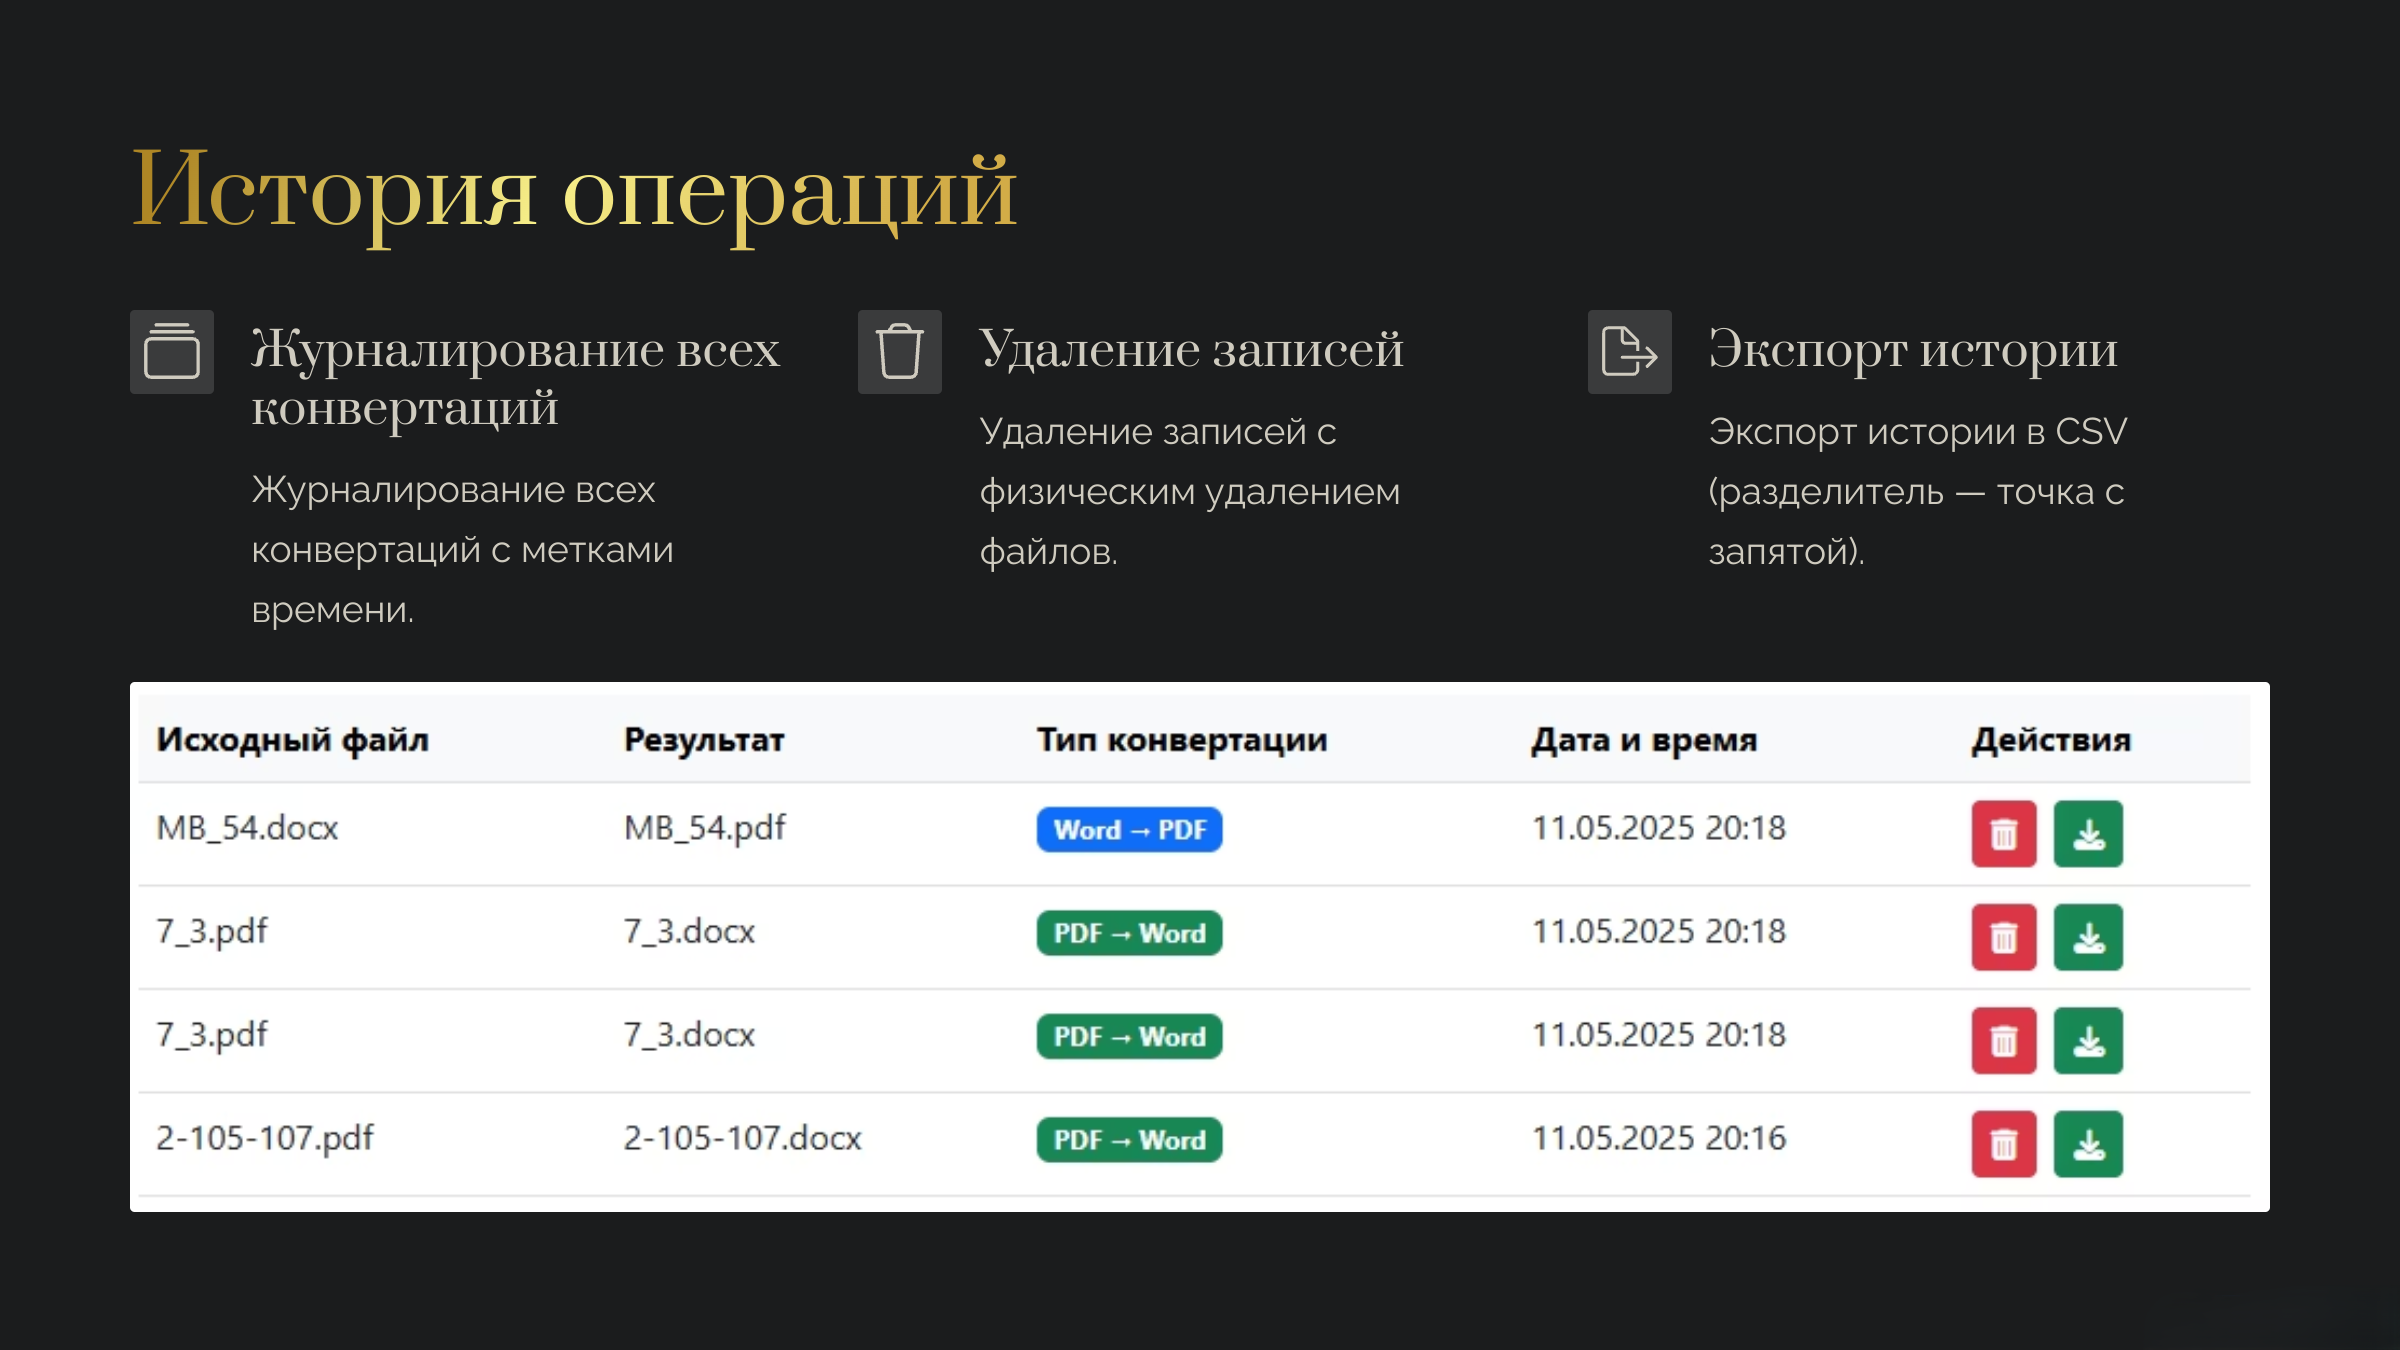 История операций
Журналирование всех
конвертаций
Журналирование всех
конвертаций с метками
времени.
Удаление записей
Удаление записей с
физическим удалением
файлов.
Экспорт истории
Экспорт истории в CSV
(разделитель — точка с
запятой).
Исходный файл Результат Тип конвертации Дата и время Действия
MB_54.docx MB_54.pdf Word → PDF 11.05.2025 20:18
7_3.pdf 7_3.docx PDF → Word 11.05.2025 20:18
7_3.pdf 7_3.docx PDF → Word 11.05.2025 20:18
2-105-107.pdf 2-105-107.docx PDF → Word 11.05.2025 20:16